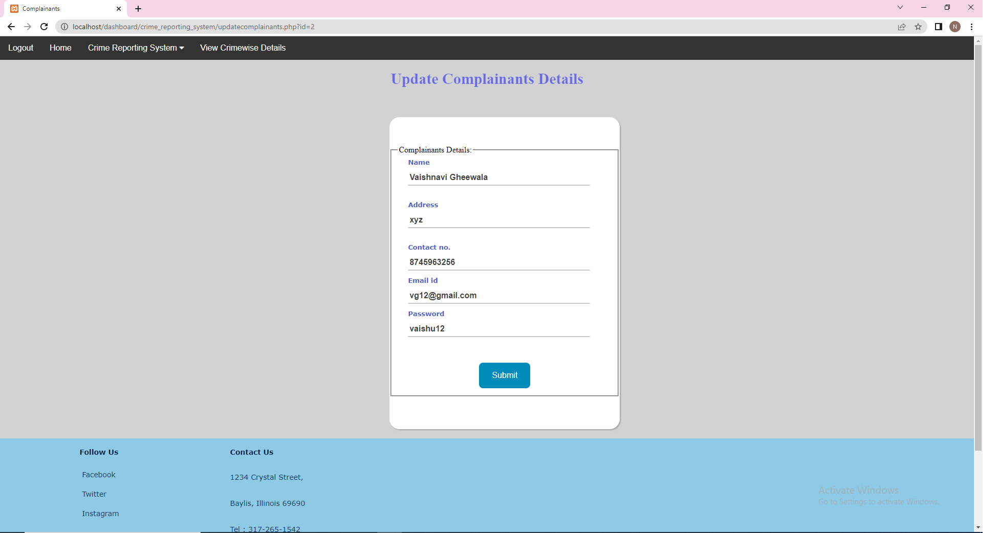 Complainants
localhost/dashboard/crime_reporting_system/updatecomplainants.php?id=2
N
Logout Home Crime Reporting System View Crimewise Details
Update Complainants Details
Complainants Details:
Name
Vaishnavi Gheewala
Address
xyz
Contact no.
8745963256
Email id
vg12@gmail.com
Password
vaishu12
Submit
Follow Us
Facebook
Twitter
Instagram
Contact Us
1234 Crystal Street,
Baylis, Illinois 69690
Tel : 317-265-1542
Activate Windows
Go to Settings to activate Windows.